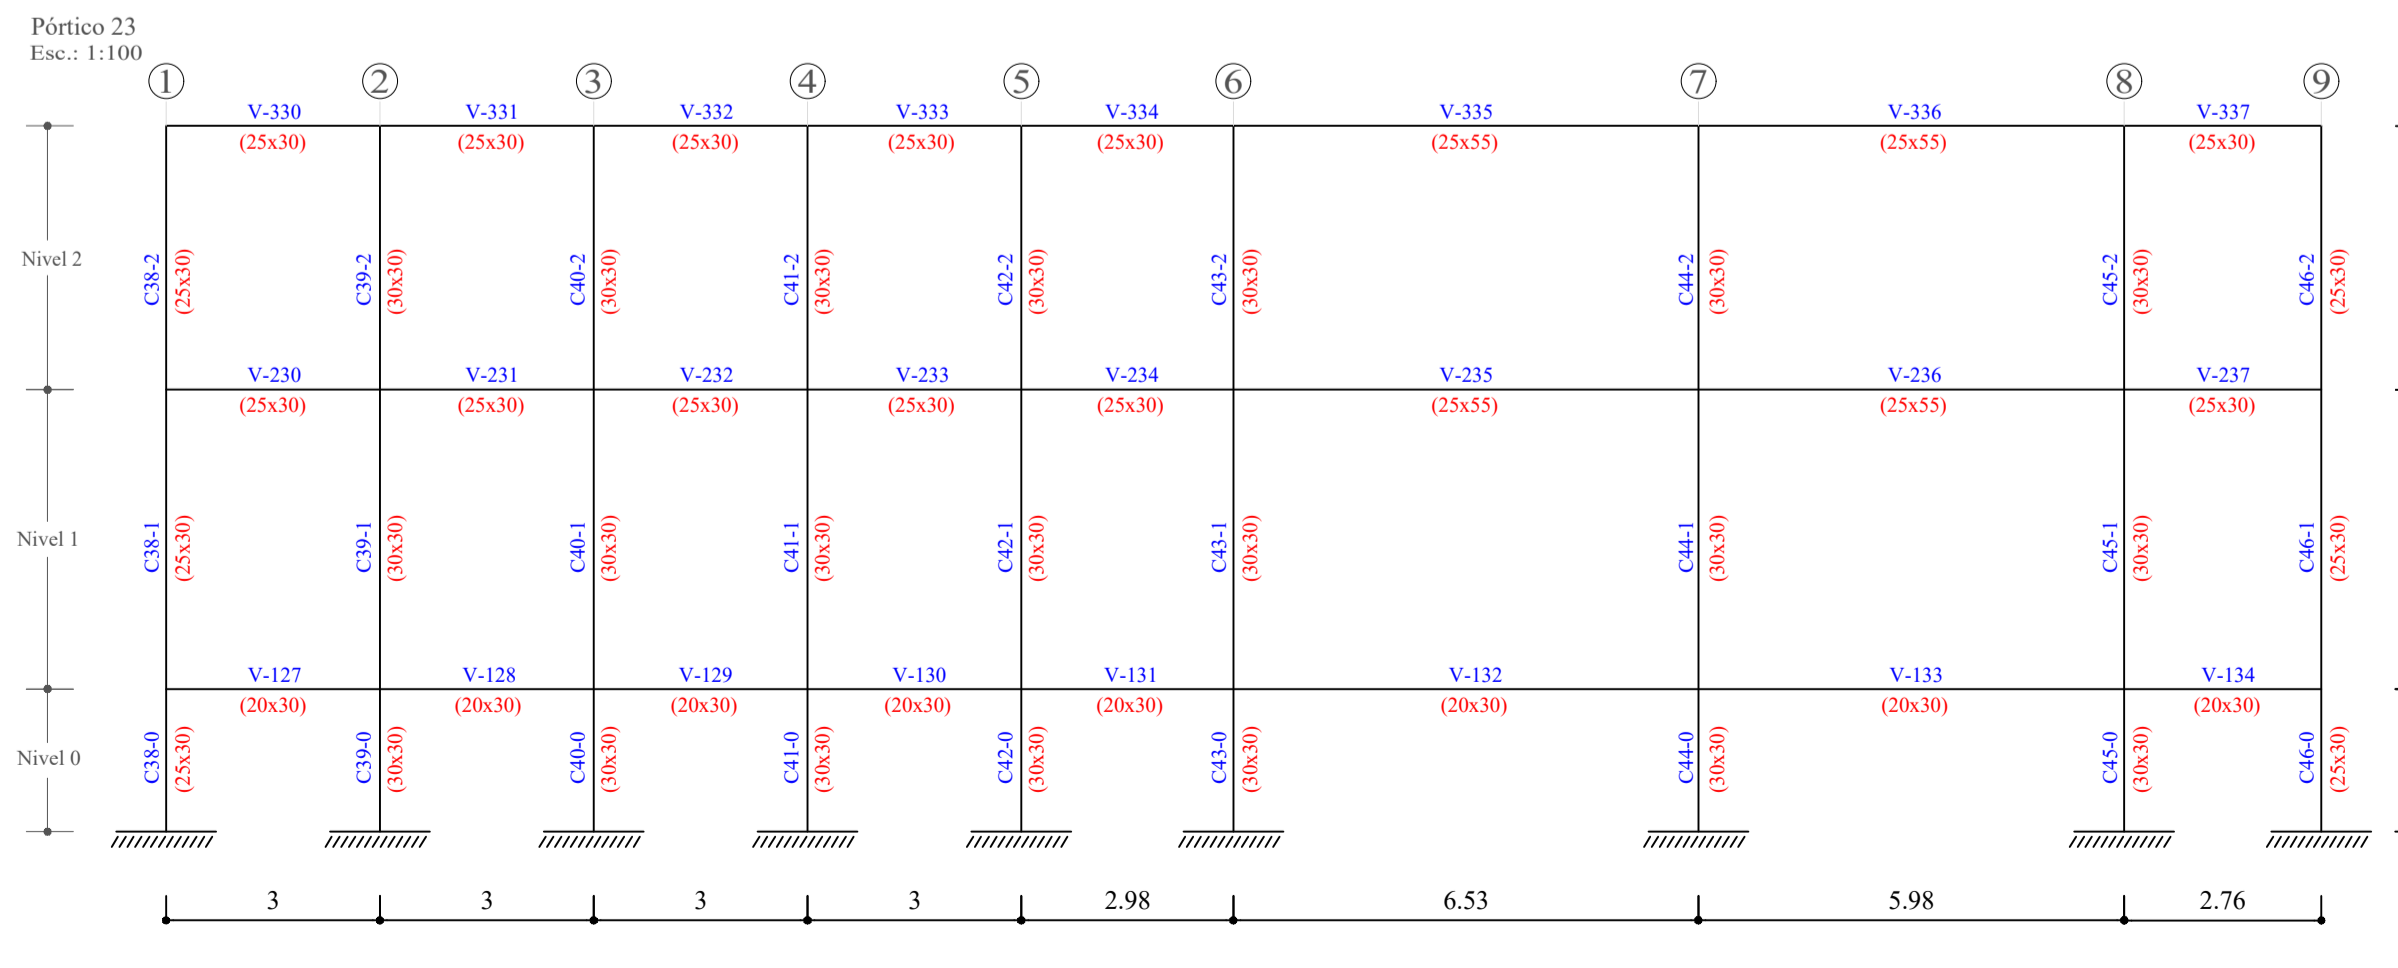 Pórtico 23
Esc.: 1:100
1 2 3 4 5 6 7 8 9
V-330 V-331 V-332 V-333 V-334 V-335 V-336 V-337
(25x30) (25x30) (25x30) (25x30) (25x30) (25x55) (25x55) (25x30)
Nivel 2
C38-2 (25x30) C39-2 (30x30) C40-2 (30x30) C41-2 (30x30) C42-2 (30x30) C43-2 (30x30) C44-2 (30x30) C45-2 (30x30) C46-2 (25x30)
V-230 V-231 V-232 V-233 V-234 V-235 V-236 V-237
(25x30) (25x30) (25x30) (25x30) (25x30) (25x55) (25x55) (25x30)
Nivel 1
C38-1 (25x30) C39-1 (30x30) C40-1 (30x30) C41-1 (30x30) C42-1 (30x30) C43-1 (30x30) C44-1 (30x30) C45-1 (30x30) C46-1 (25x30)
V-127 V-128 V-129 V-130 V-131 V-132 V-133 V-134
(20x30) (20x30) (20x30) (20x30) (20x30) (20x30) (20x30) (20x30)
Nivel 0
C38-0 (25x30) C39-0 (30x30) C40-0 (30x30) C41-0 (30x30) C42-0 (30x30) C43-0 (30x30) C44-0 (30x30) C45-0 (30x30) C46-0 (25x30)
3 3 3 3 2.98 6.53 5.98 2.76